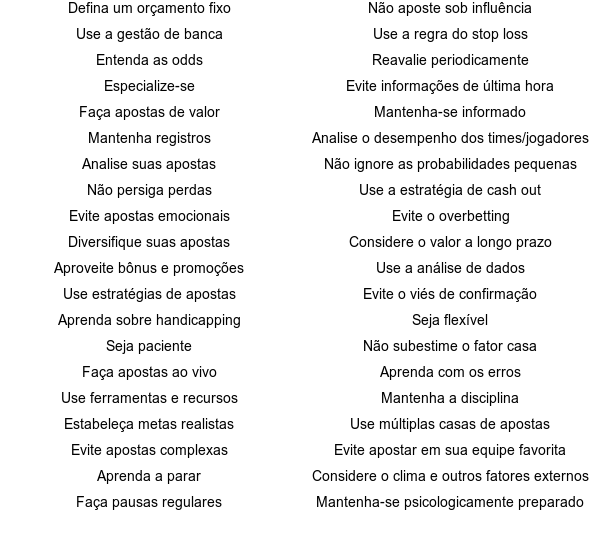 Defina um orçamento fixo
Use a gestão de banca
Entenda as odds
Especialize-se
Faça apostas de valor
Mantenha registros
Analise suas apostas
Não persiga perdas
Evite apostas emocionais
Diversifique suas apostas
Aproveite bônus e promoções
Use estratégias de apostas
Aprenda sobre handicapping
Seja paciente
Faça apostas ao vivo
Use ferramentas e recursos
Estabeleça metas realistas
Evite apostas complexas
Aprenda a parar
Faça pausas regulares
Não aposte sob influência
Use a regra do stop loss
Reavalie periodicamente
Evite informações de última hora
Mantenha-se informado
Analise o desempenho dos times/jogadores
Não ignore as probabilidades pequenas
Use a estratégia de cash out
Evite o overbetting
Considere o valor a longo prazo
Use a análise de dados
Evite o viés de confirmação
Seja flexível
Não subestime o fator casa
Aprenda com os erros
Mantenha a disciplina
Use múltiplas casas de apostas
Evite apostar em sua equipe favorita
Considere o clima e outros fatores externos
Mantenha-se psicologicamente preparado